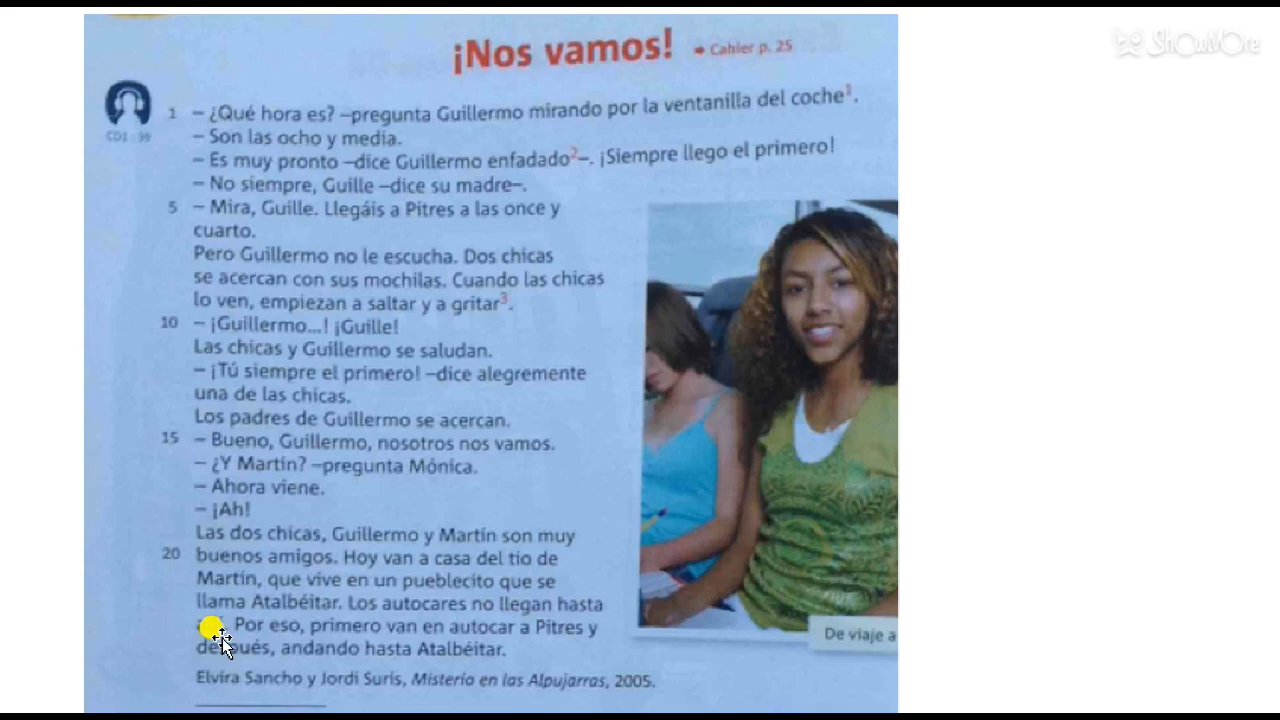 ¡Nos vamos! ➜ Cahier p. 25
ShowMore
CD1 · 39
1 – ¿Qué hora es? –pregunta Guillermo mirando por la ventanilla del coche¹.
– Son las ocho y media.
– Es muy pronto –dice Guillermo enfadado²–. ¡Siempre llego el primero!
– No siempre, Guille –dice su madre–.
5 – Mira, Guille. Llegáis a Pitres a las once y
cuarto.
Pero Guillermo no le escucha. Dos chicas
se acercan con sus mochilas. Cuando las chicas
lo ven, empiezan a saltar y a gritar³.
10 – ¡Guillermo...! ¡Guille!
Las chicas y Guillermo se saludan.
– ¡Tú siempre el primero! –dice alegremente
una de las chicas.
Los padres de Guillermo se acercan.
15 – Bueno, Guillermo, nosotros nos vamos.
– ¿Y Martín? –pregunta Mónica.
– Ahora viene.
– ¡Ah!
Las dos chicas, Guillermo y Martín son muy
20 buenos amigos. Hoy van a casa del tío de
Martín, que vive en un pueblecito que se
llama Atalbéitar. Los autocares no llegan hasta
Por eso, primero van en autocar a Pitres y
después, andando hasta Atalbéitar.
De viaje a
Elvira Sancho y Jordi Surís, Misterio en las Alpujarras, 2005.